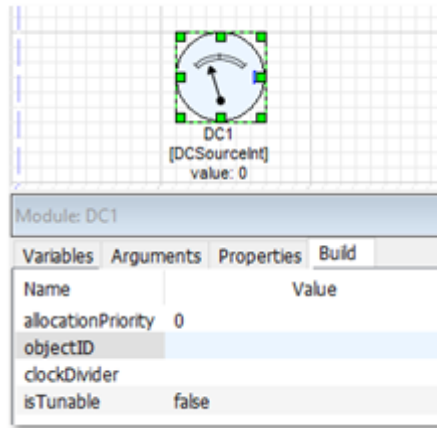 DC1
[DCSourceInt]
value: 0
Module: DC1
Variables Arguments Properties Build
Name Value
allocationPriority 0
objectID
clockDivider
isTunable false